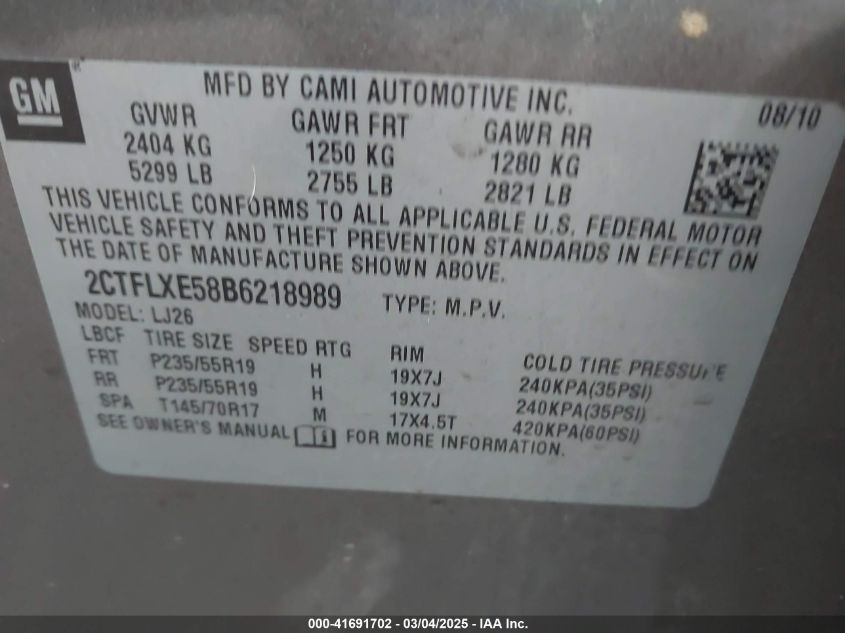 GM
MFD BY CAMI AUTOMOTIVE INC.
08/10
GVWR GAWR FRT GAWR RR
2404 KG 1250 KG 1280 KG
5299 LB 2755 LB 2821 LB
THIS VEHICLE CONFORMS TO ALL APPLICABLE U.S. FEDERAL MOTOR
VEHICLE SAFETY AND THEFT PREVENTION STANDARDS IN EFFECT ON
THE DATE OF MANUFACTURE SHOWN ABOVE.
2CTFLXE58B6218989 TYPE: M.P.V.
MODEL: LJ26
LBCF TIRE SIZE SPEED RTG RIM COLD TIRE PRESSURE
FRT P235/55R19 H 19X7J 240KPA(35PSI)
RR P235/55R19 H 19X7J 240KPA(35PSI)
SPA T145/70R17 M 17X4.5T 420KPA(60PSI)
SEE OWNER'S MANUAL FOR MORE INFORMATION.
000-41691702 - 03/04/2025 - IAA Inc.